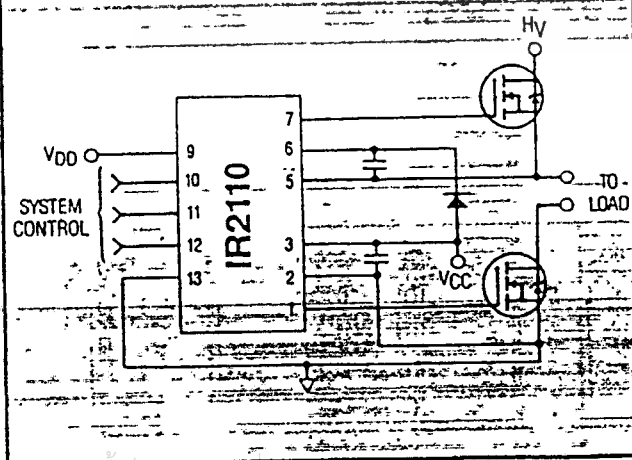 HV
7
VDD
9
6
10
5
TO
LOAD
SYSTEM
CONTROL
11
IR2110
12
3
VCC
13
2
1